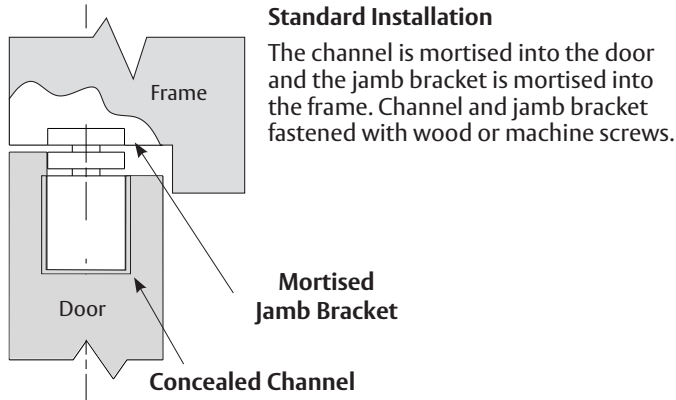 Standard Installation
The channel is mortised into the door
and the jamb bracket is mortised into
the frame. Channel and jamb bracket
fastened with wood or machine screws.
Frame
Mortised
Jamb Bracket
Door
Concealed Channel